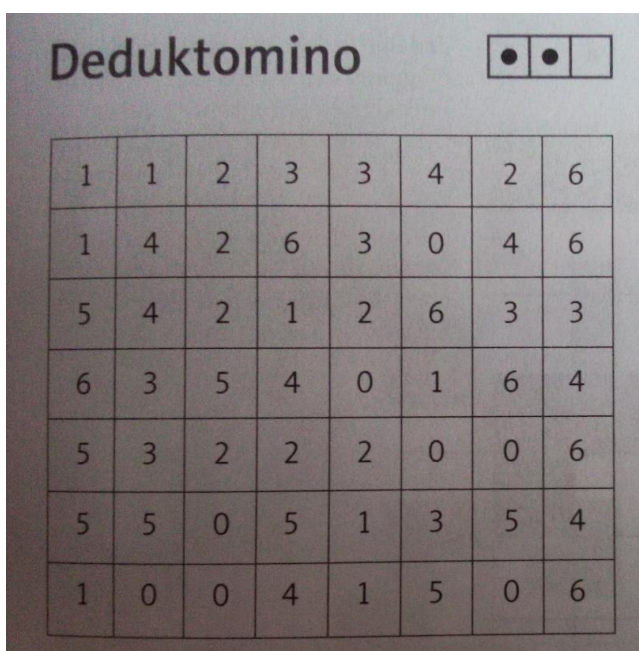 Deduktomino
1 1 2 3 3 4 2 6
1 4 2 6 3 0 4 6
5 4 2 1 2 6 3 3
6 3 5 4 0 1 6 4
5 3 2 2 2 0 0 6
5 5 0 5 1 3 5 4
1 0 0 4 1 5 0 6